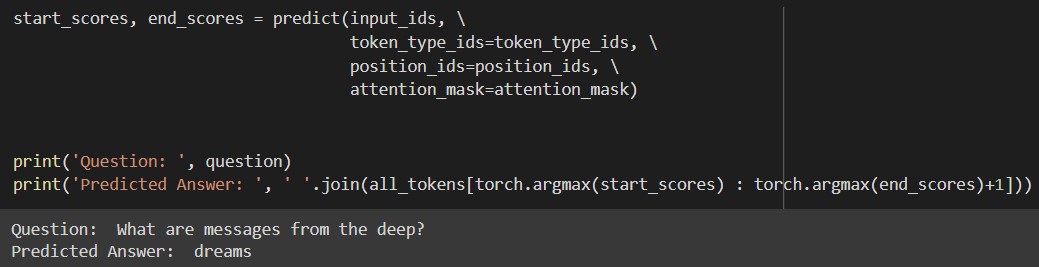 start_scores, end_scores = predict(input_ids, \
token_type_ids=token_type_ids, \
position_ids=position_ids, \
attention_mask=attention_mask)
print('Question: ', question)
print('Predicted Answer: ', ' '.join(all_tokens[torch.argmax(start_scores) : torch.argmax(end_scores)+1]))
Question:  What are messages from the deep?
Predicted Answer:  dreams